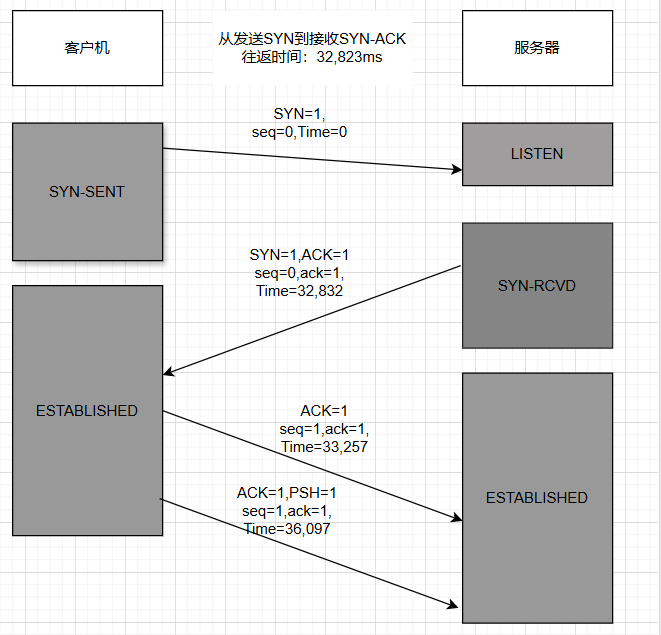 客户机
从发送SYN到接收SYN-ACK
往返时间：32,823ms
服务器
SYN=1,
seq=0,Time=0
LISTEN
SYN-SENT
SYN=1,ACK=1
seq=0,ack=1,
Time=32,832
SYN-RCVD
ESTABLISHED
ACK=1
seq=1,ack=1,
Time=33,257
ACK=1,PSH=1
seq=1,ack=1,
Time=36,097
ESTABLISHED